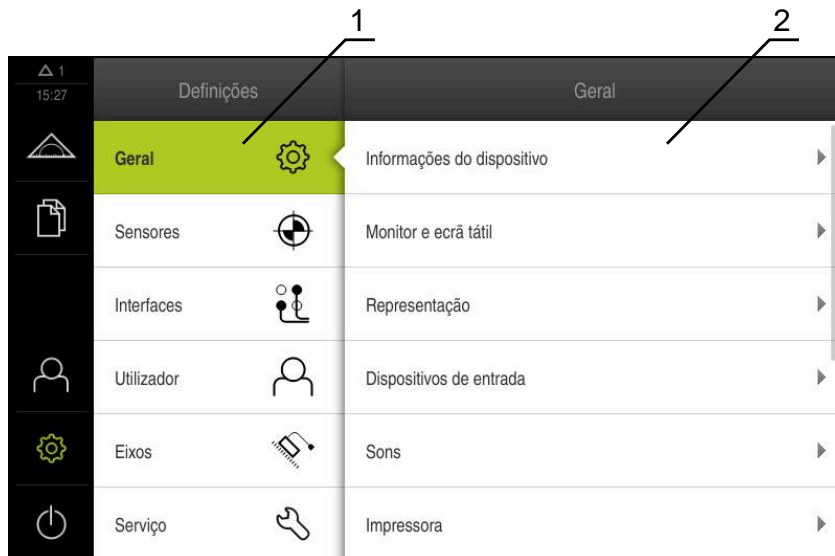 1
2
1
15:27
Definições
Geral
Geral
Sensores
Interfaces
Utilizador
Eixos
Serviço
Informações do dispositivo
Monitor e ecrã tátil
Representação
Dispositivos de entrada
Sons
Impressora